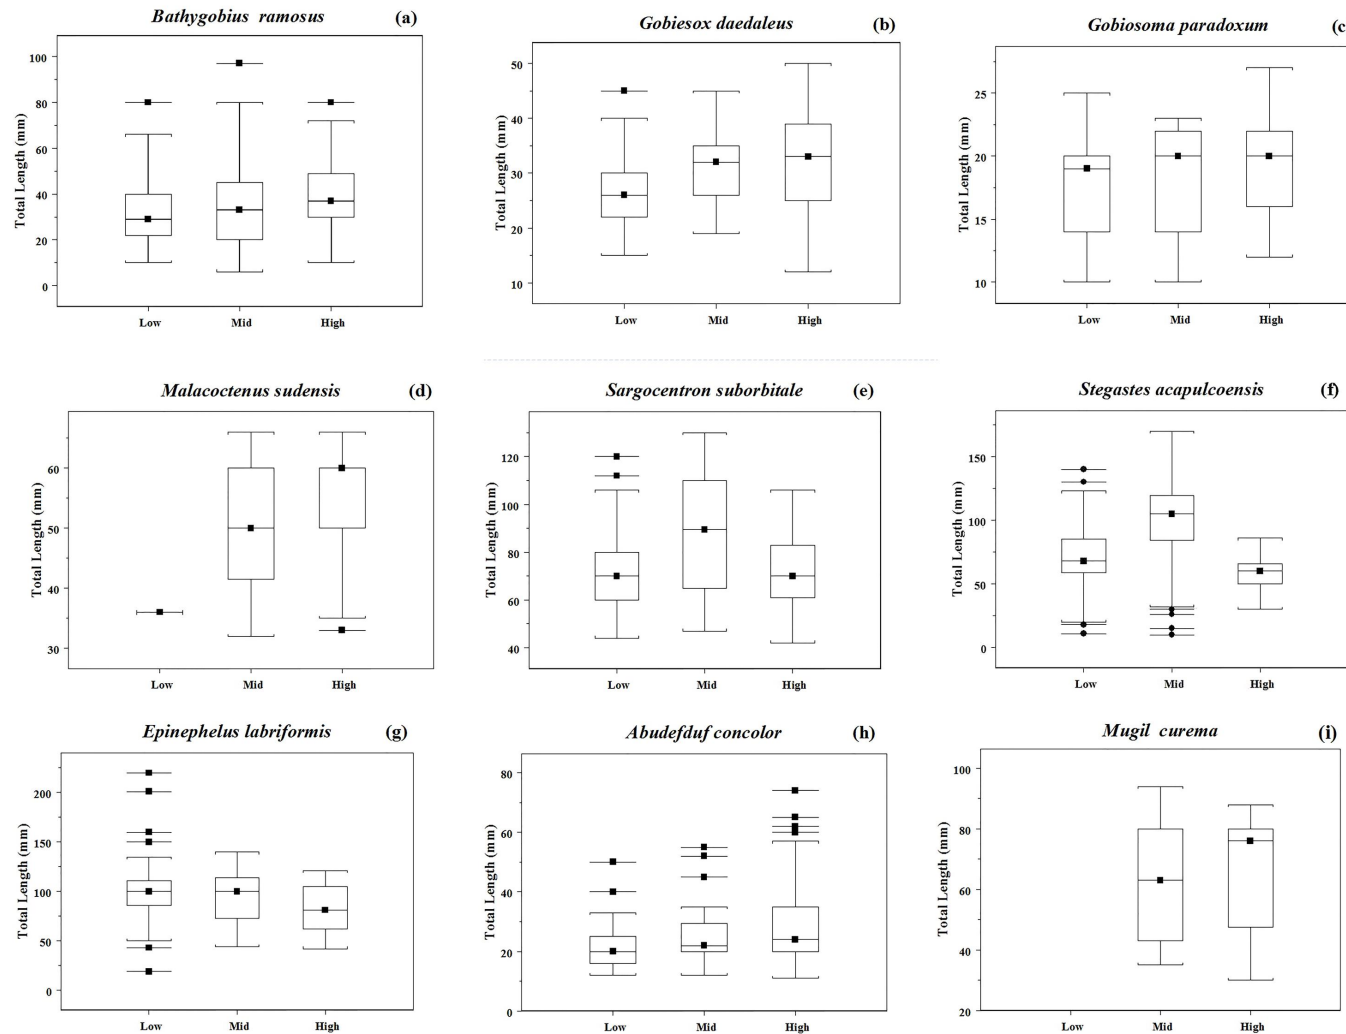 Bathygobius ramosus (a)
Total Length (mm)
100
80
60
40
20
0
Low Mid High
Gobiesox daedaleus (b)
Total Length (mm)
50
40
30
20
10
Low Mid High
Gobiosoma paradoxum (c
Total Length (mm)
25
20
15
10
Low Mid High
Malacoctenus sudensis (d)
Total Length (mm)
60
50
40
30
Low Mid High
Sargocentron suborbitale (e)
Total Length (mm)
120
100
80
60
40
Low Mid High
Stegastes acapulcoensis (f)
Total Length (mm)
150
100
50
0
Low Mid High
Epinephelus labriformis (g)
Total Length (mm)
200
150
100
50
0
Low Mid High
Abudefduf concolor (h)
Total Length (mm)
80
60
40
20
0
Low Mid High
Mugil curema (i)
Total Length (mm)
100
80
60
40
20
Low Mid High